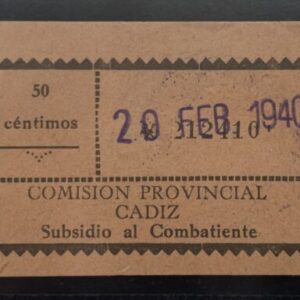 50
céntimos
20 FEB 1940
COMISION PROVINCIAL
CADIZ
Subsidio al Combatiente